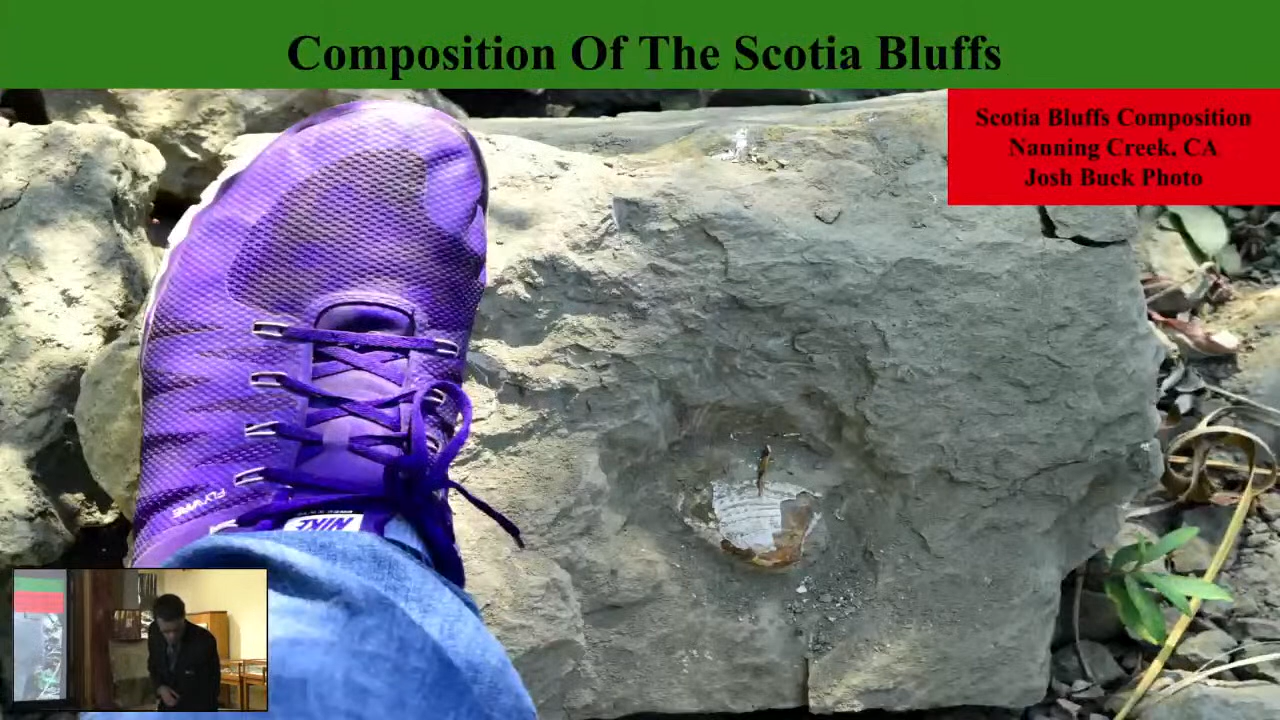 Composition Of The Scotia Bluffs
Scotia Bluffs Composition
Nanning Creek, CA
Josh Buck Photo
FLYWIRE
NIKE